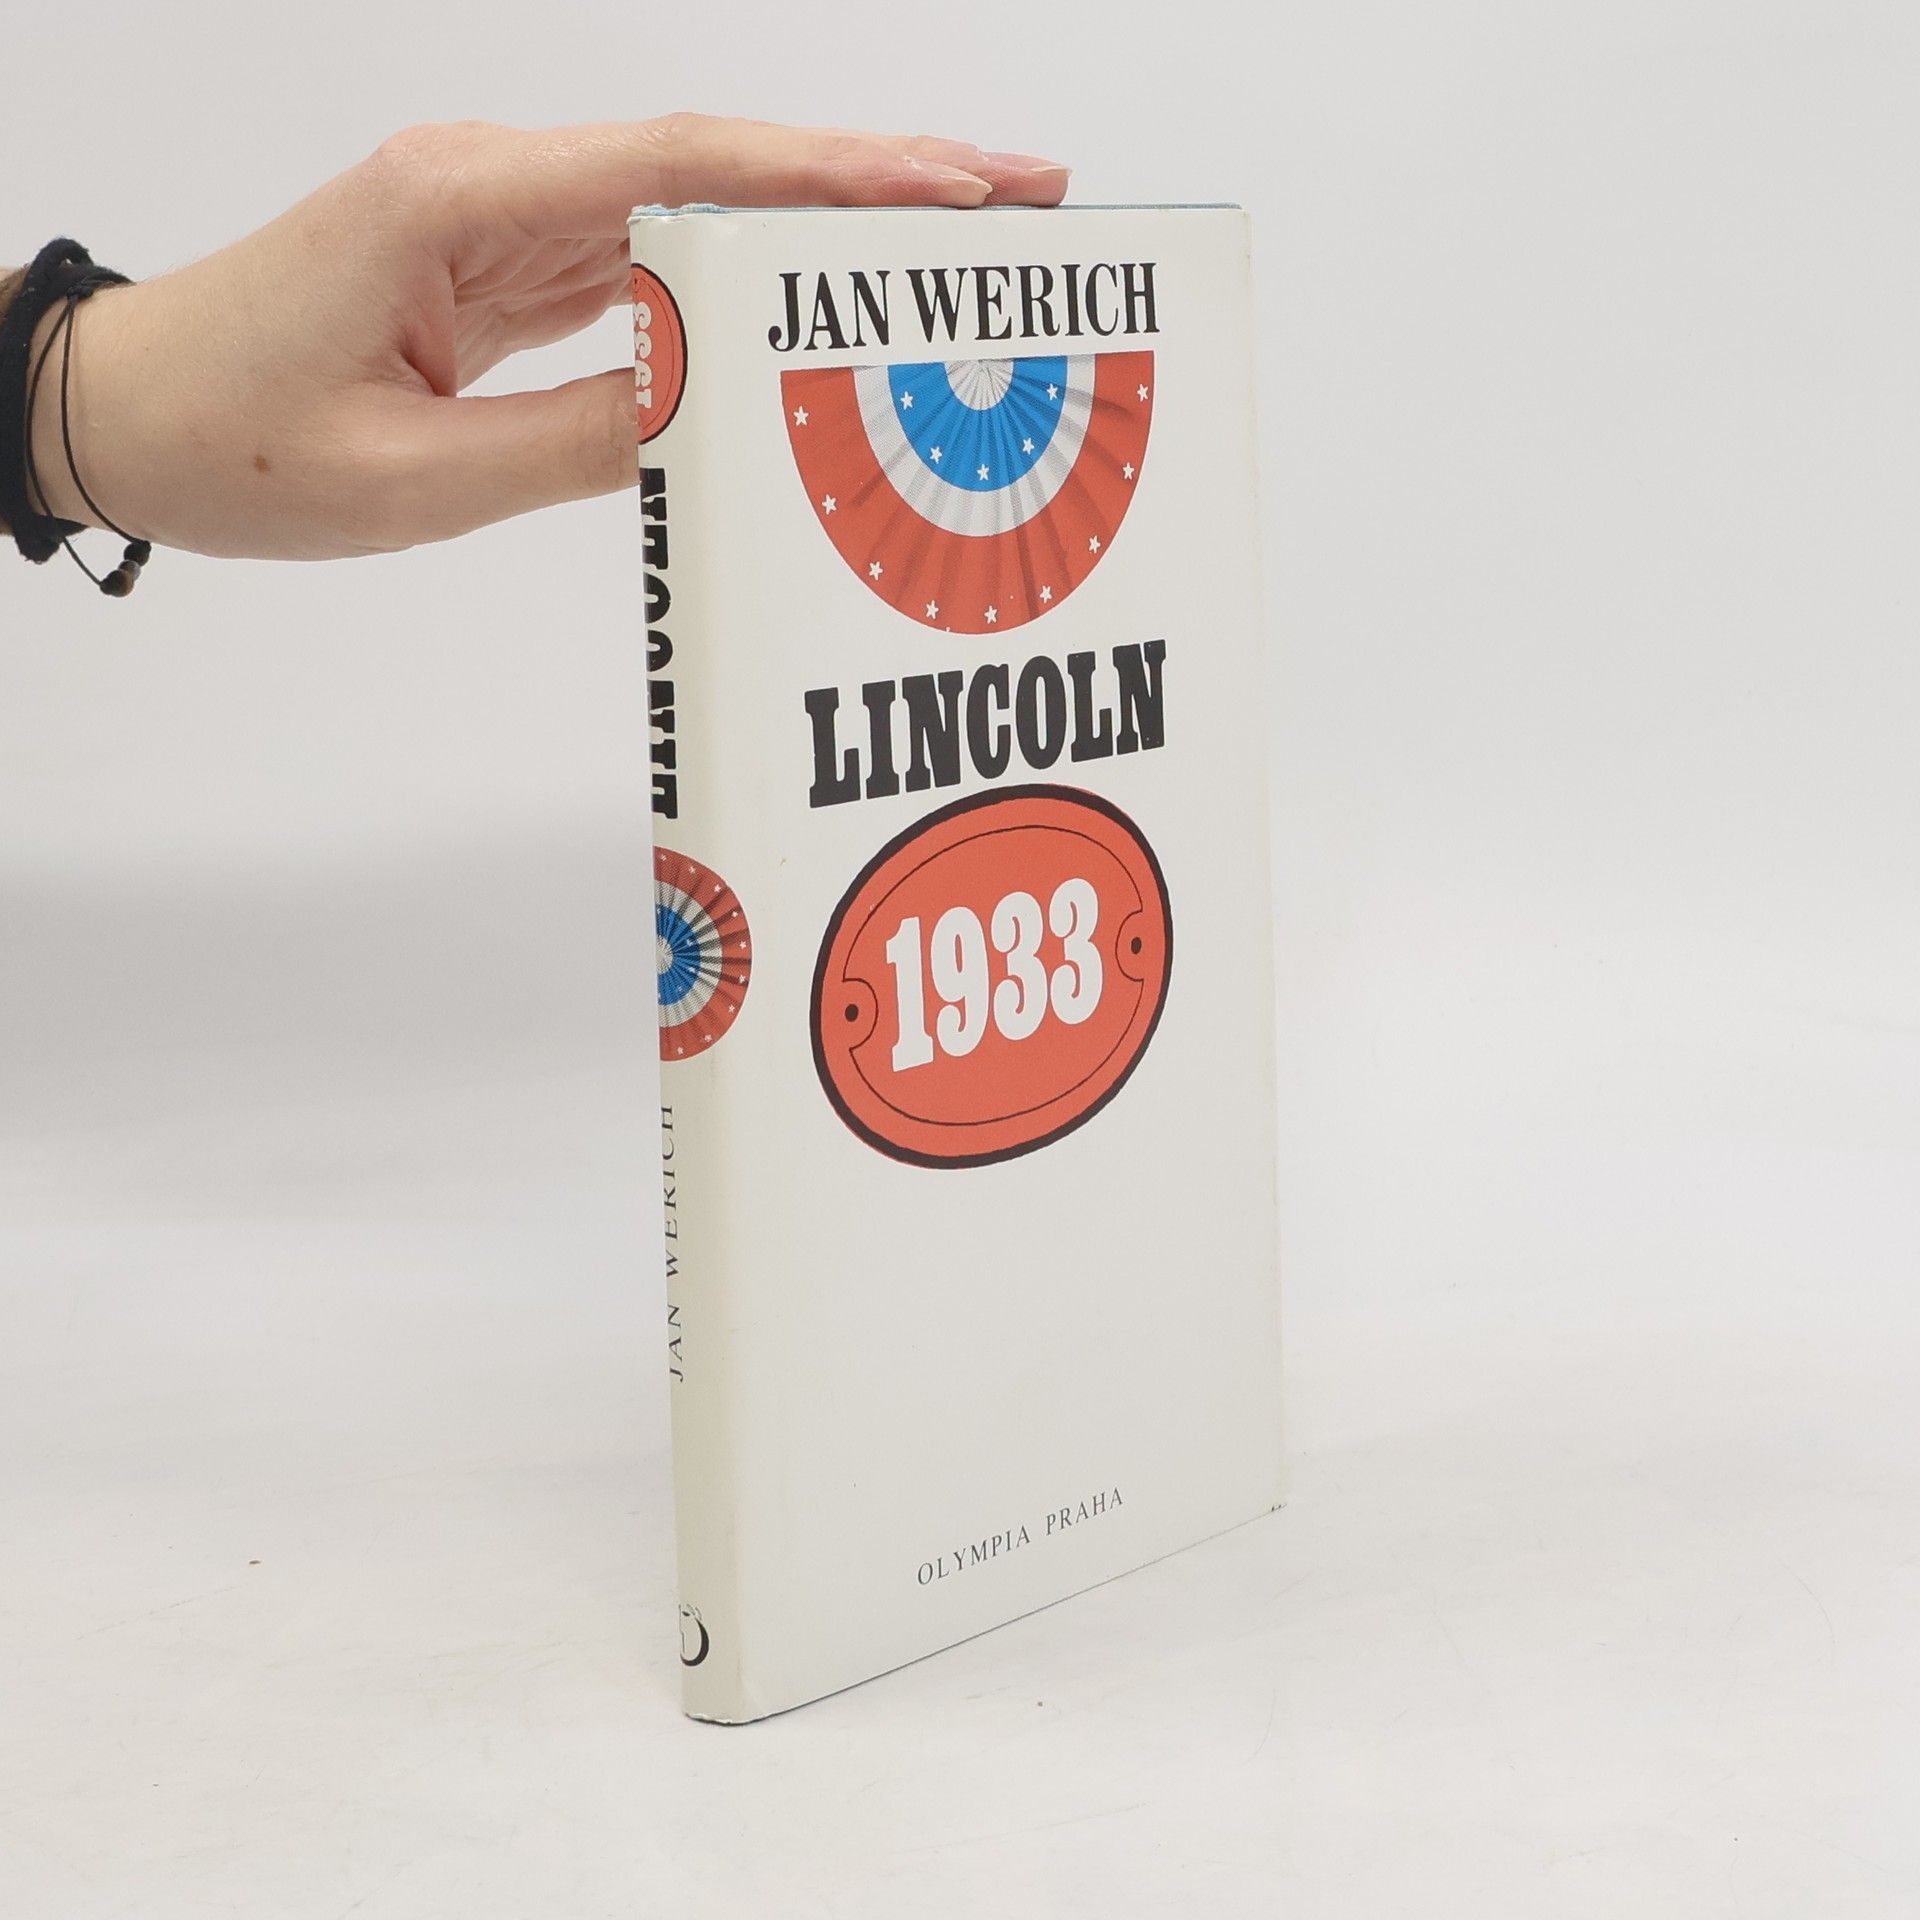 JAN WERICH
LINCOLN
1933
OLYMPIA PRAHA
JAN WERICH
LINCOLN
1933